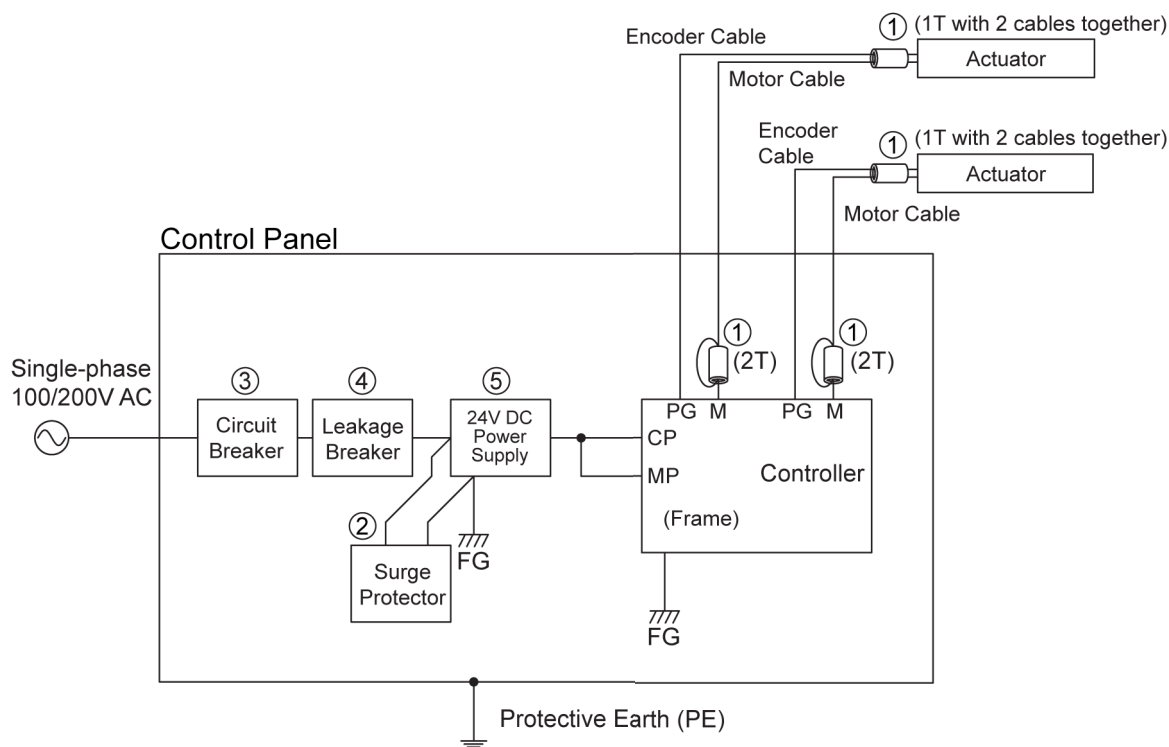 ① (1T with 2 cables together)
Encoder Cable
Actuator
Motor Cable
Encoder
Cable
① (1T with 2 cables together)
Actuator
Motor Cable
Control Panel
Single-phase
100/200V AC
③
Circuit
Breaker
④
Leakage
Breaker
⑤
24V DC
Power
Supply
①
(2T)
①
(2T)
PG M
PG M
CP
MP
Controller
(Frame)
②
Surge
Protector
FG
FG
Protective Earth (PE)